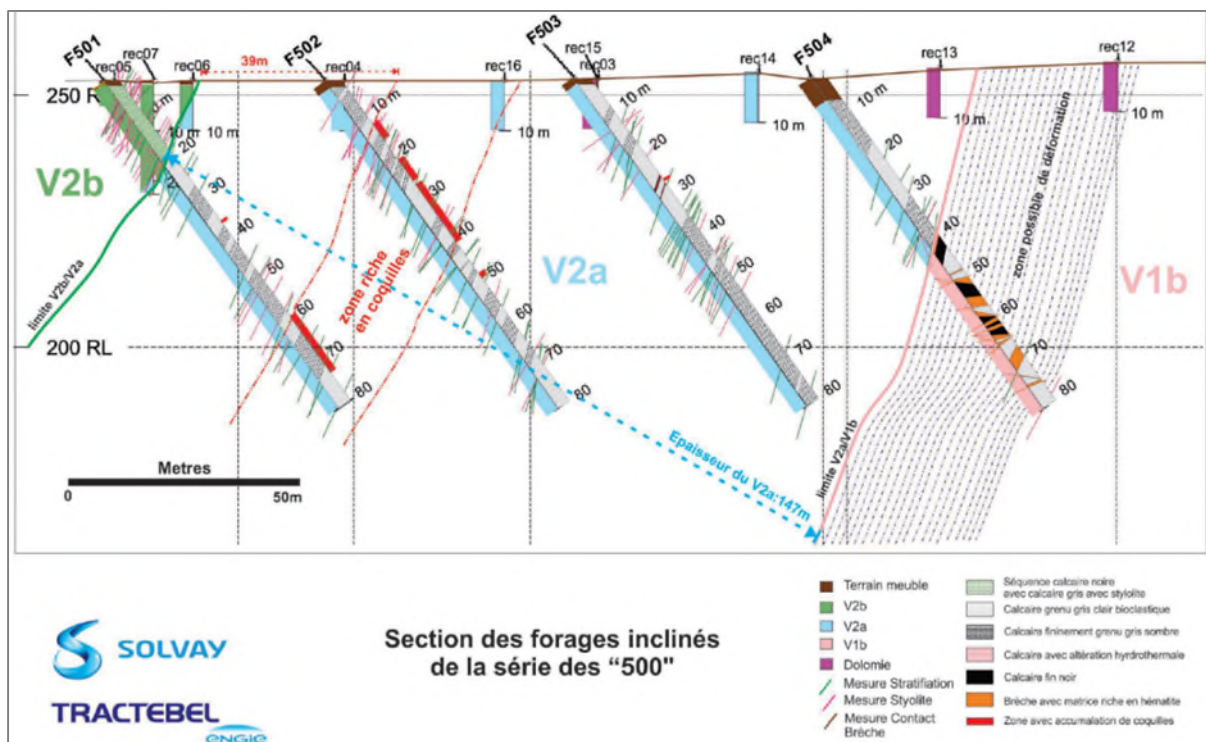 F501
rec05
rec07
rec06
39m
F502
rec04
rec16
F503
rec15
rec03
rec14
F504
rec13
rec12
250 RL
200 RL
V2b
V2a
V1b
limite V2b/V2a
zone riche
en coquilles
Epaisseur du V2a:147m
limite V2a/V1b
zone possible de déformation
10 m 10 m
20
30
40
50
60
70
80
10 m
20
30
40
50
60
70
80
10 m
20
30
40
50
60
70
80
10 m
20
30
40
50
60
70
80
10 m
10 m
10 m
10 m
Metres
0 50m
SOLVAY
TRACTEBEL
ENGIE
Section des forages inclinés
de la série des “500"
Terrain meuble
V2b
V2a
V1b
Dolomie
Mesure Stratifiation
Mesure Styolite
Mesure Contact
Brèche
Séquence calcaire noire
avec calcaire gris avec stylolite
Calcaire grenu gris clair bioclastique
Calcaire fininement grenu gris sombre
Calcaire avec altération hyrdrothermale
Calcaire fin noir
Brèche avec matrice riche en hématite
Zone avec accumalation de coquilles